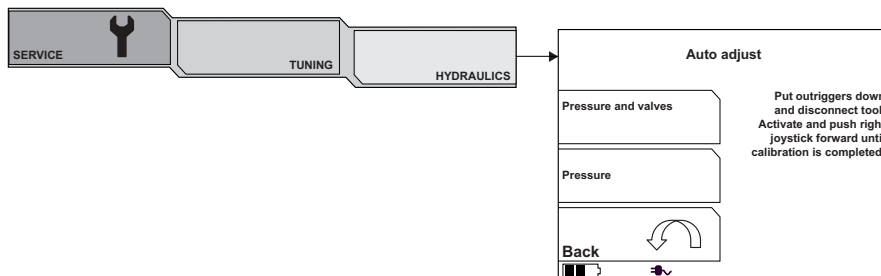 SERVICE
TUNING
HYDRAULICS
Auto adjust
Pressure and valves
Put outriggers down
and disconnect tool
Activate and push righ
joystick forward unti
calibration is completed
Pressure
Back